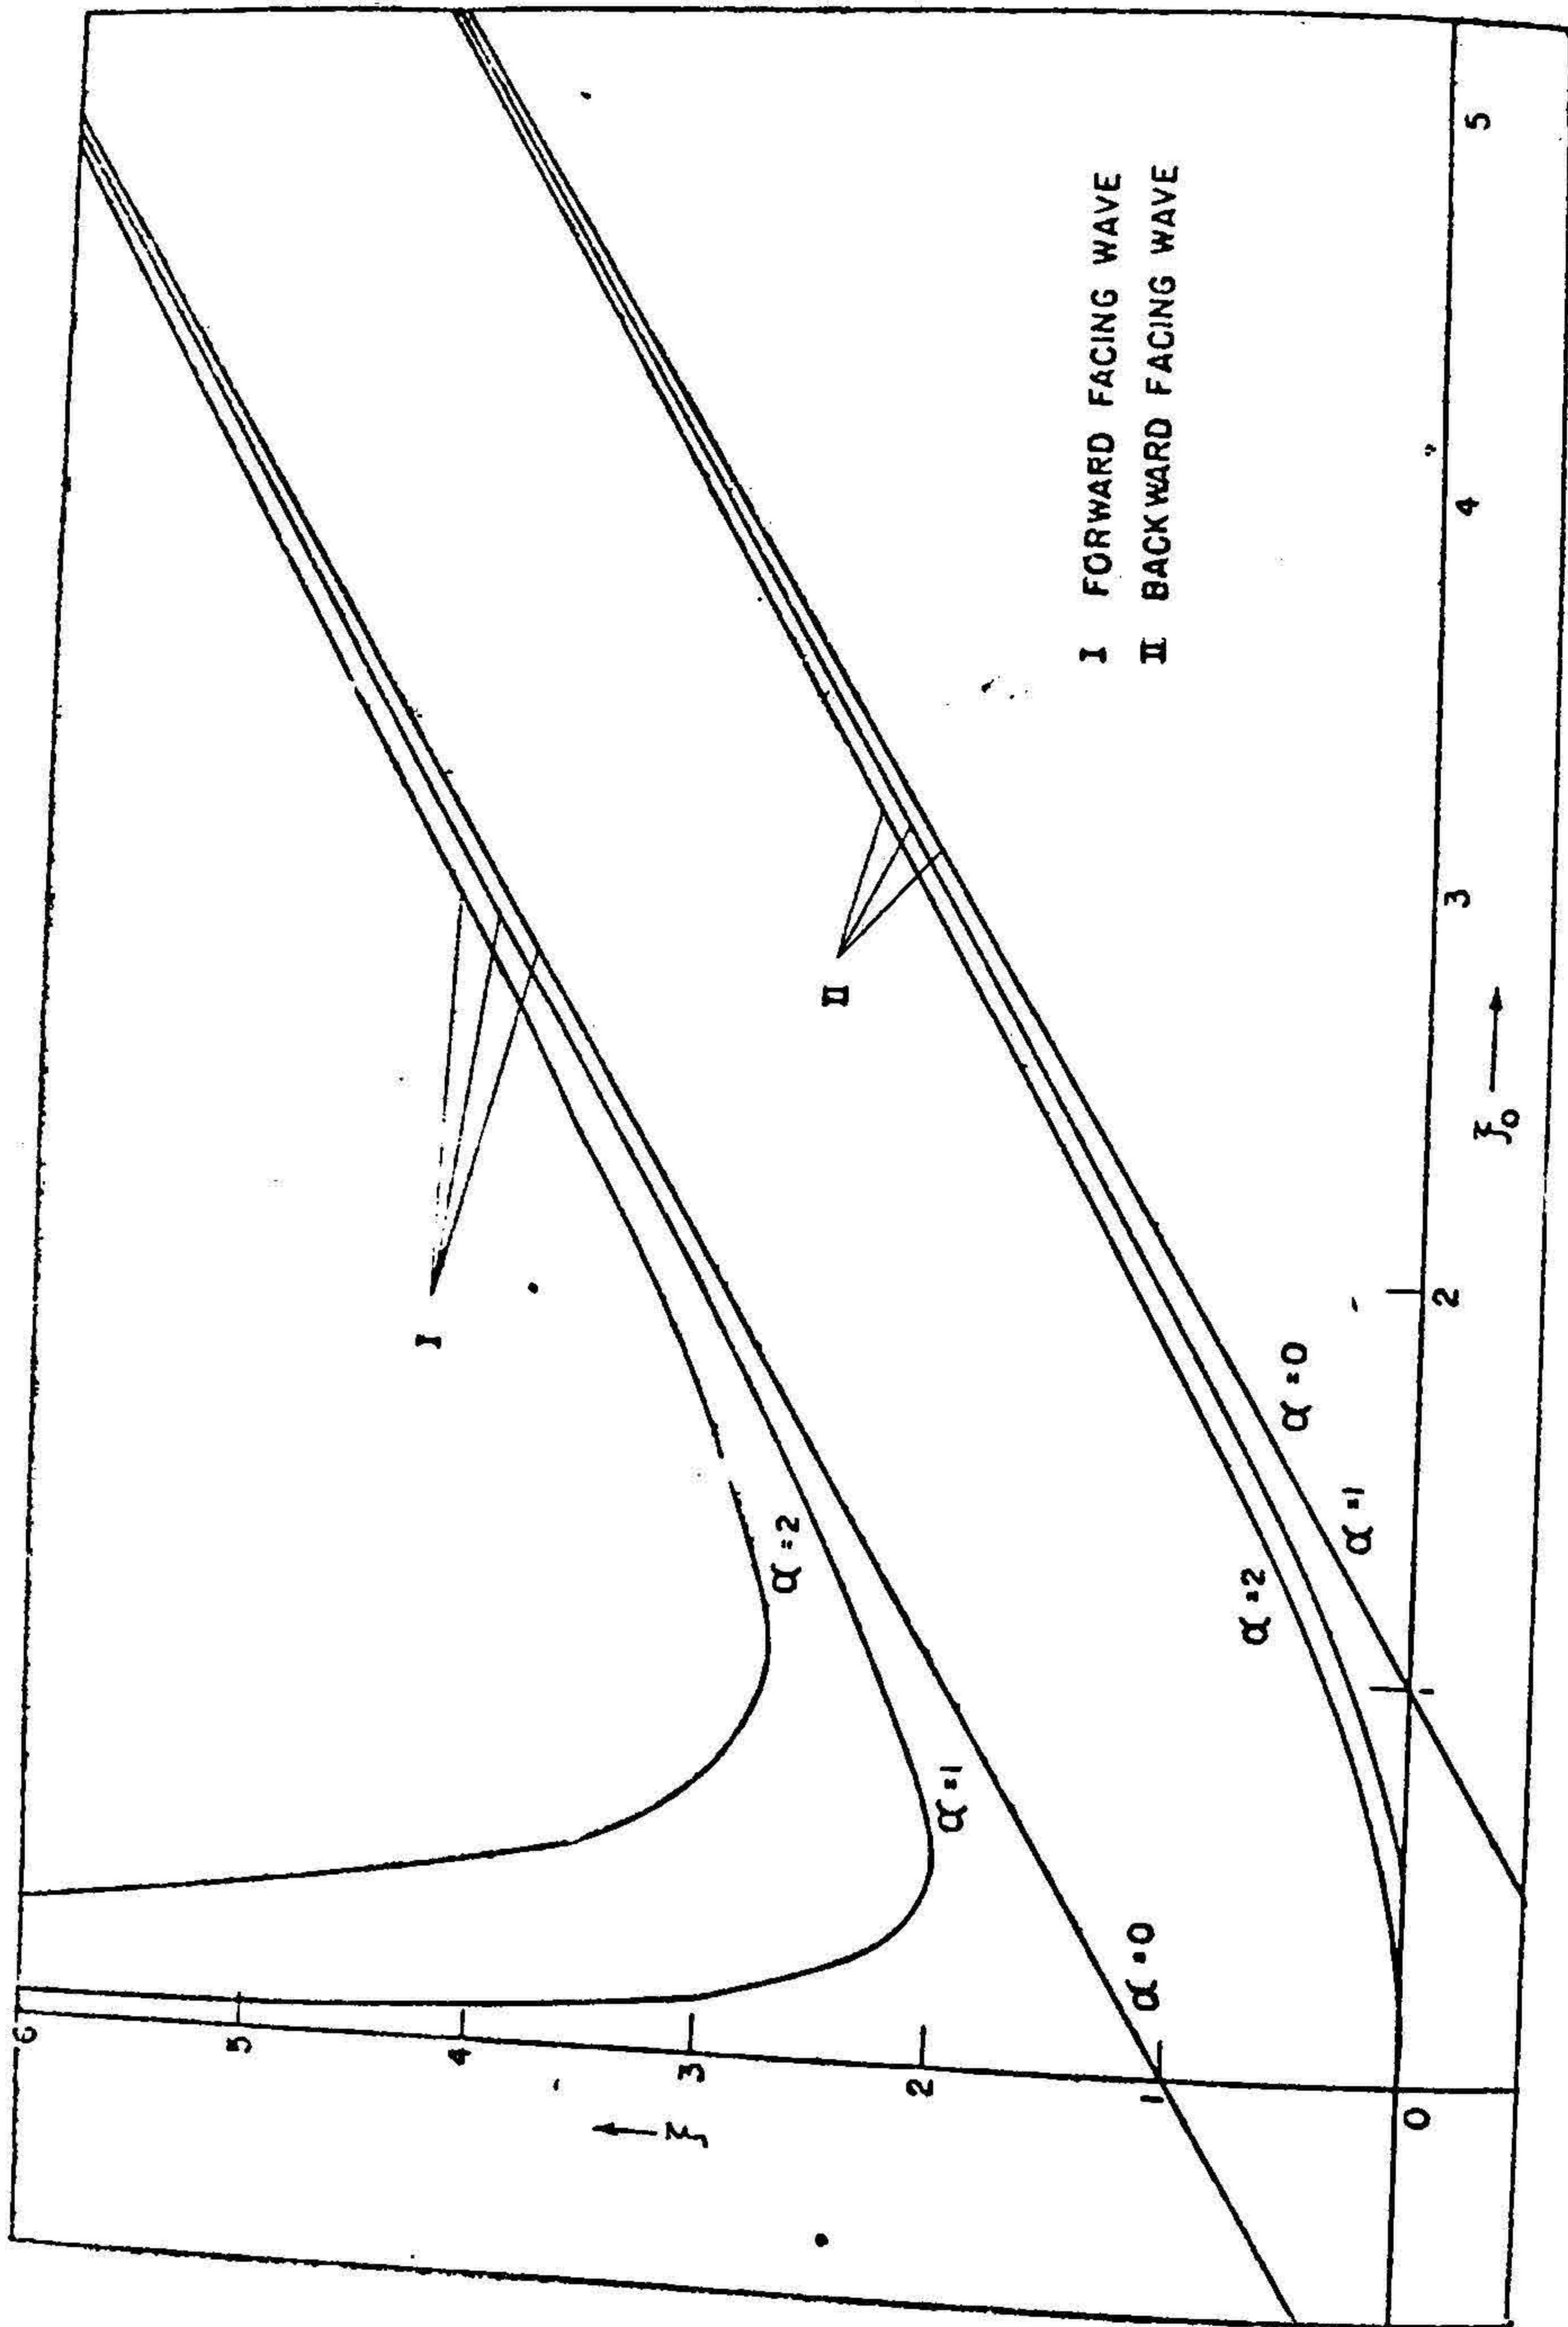 6
5
4
3
2
1
0
ξ
I
α=2
α=1
α=0
II
I FORWARD FACING WAVE
II BACKWARD FACING WAVE
α=2
α=1
α=0
1
2
3
4
5
ξ₀